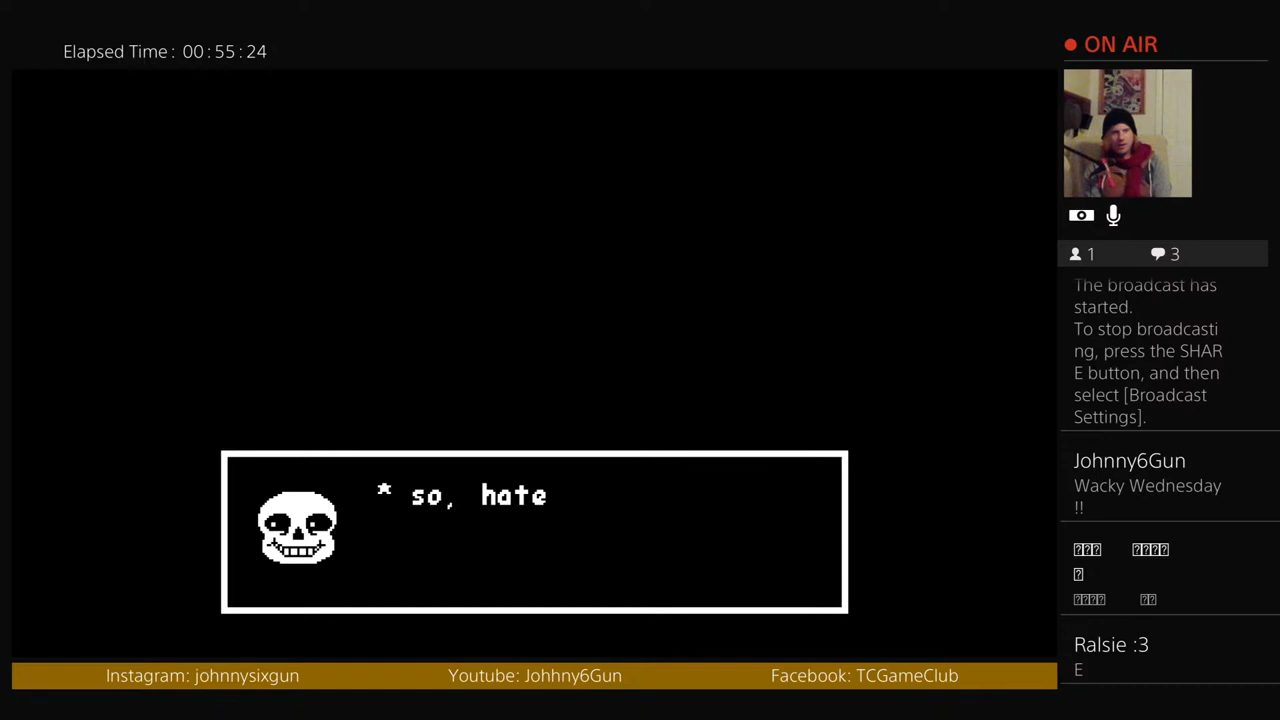 Elapsed Time: 00:55:24
ON AIR
1 3
The broadcast has
started.
To stop broadcasti
ng, press the SHAR
E button, and then
select [Broadcast
Settings].
Johnny6Gun
Wacky Wednesday
!!
Ralsie :3
E
* so, hate
Instagram: johnnysixgun Youtube: Johhny6Gun Facebook: TCGameClub